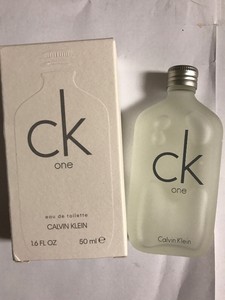 ck
one
eau de toilette
CALVIN KLEIN
1.6 FL OZ 50 ml e
ck
one
Calvin Klein